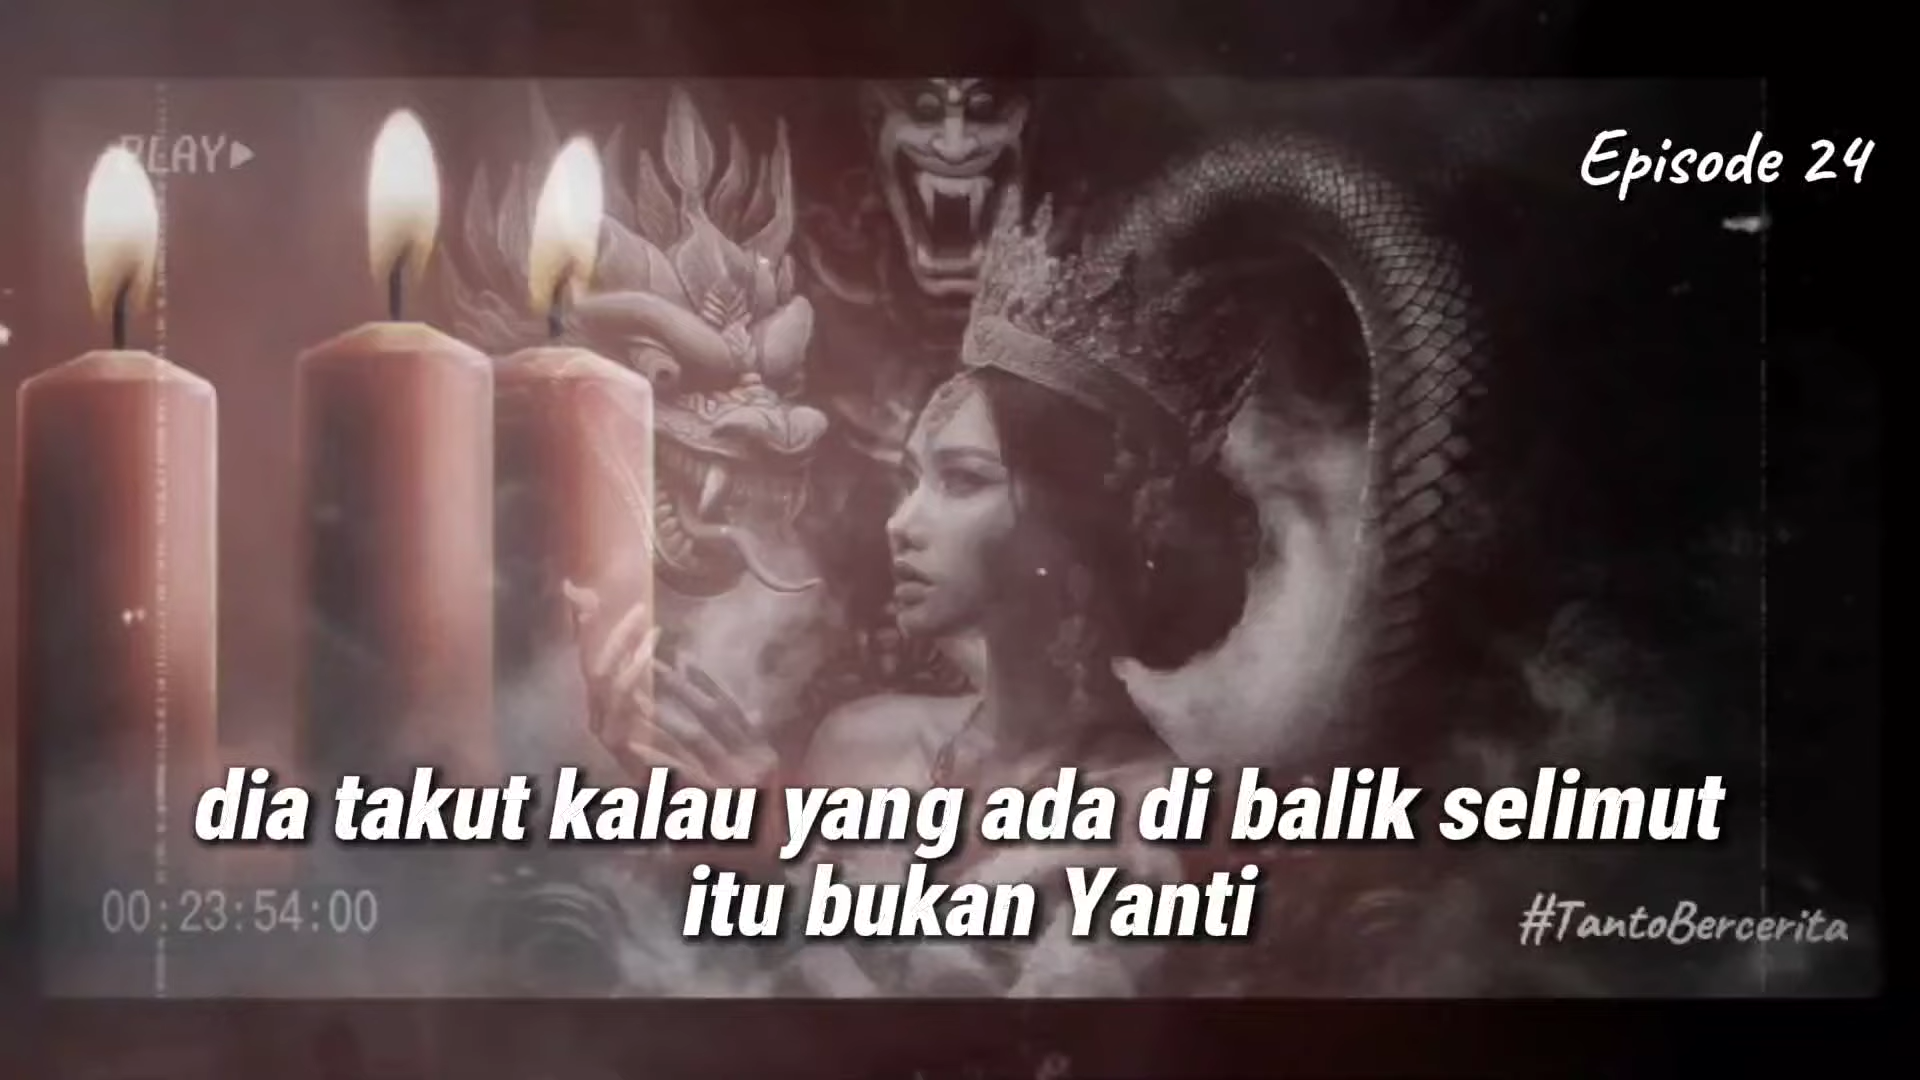 PLAY
Episode 24
dia takut kalau yang ada di balik selimut
itu bukan Yanti
00:23:54:00
#TantoBercerita